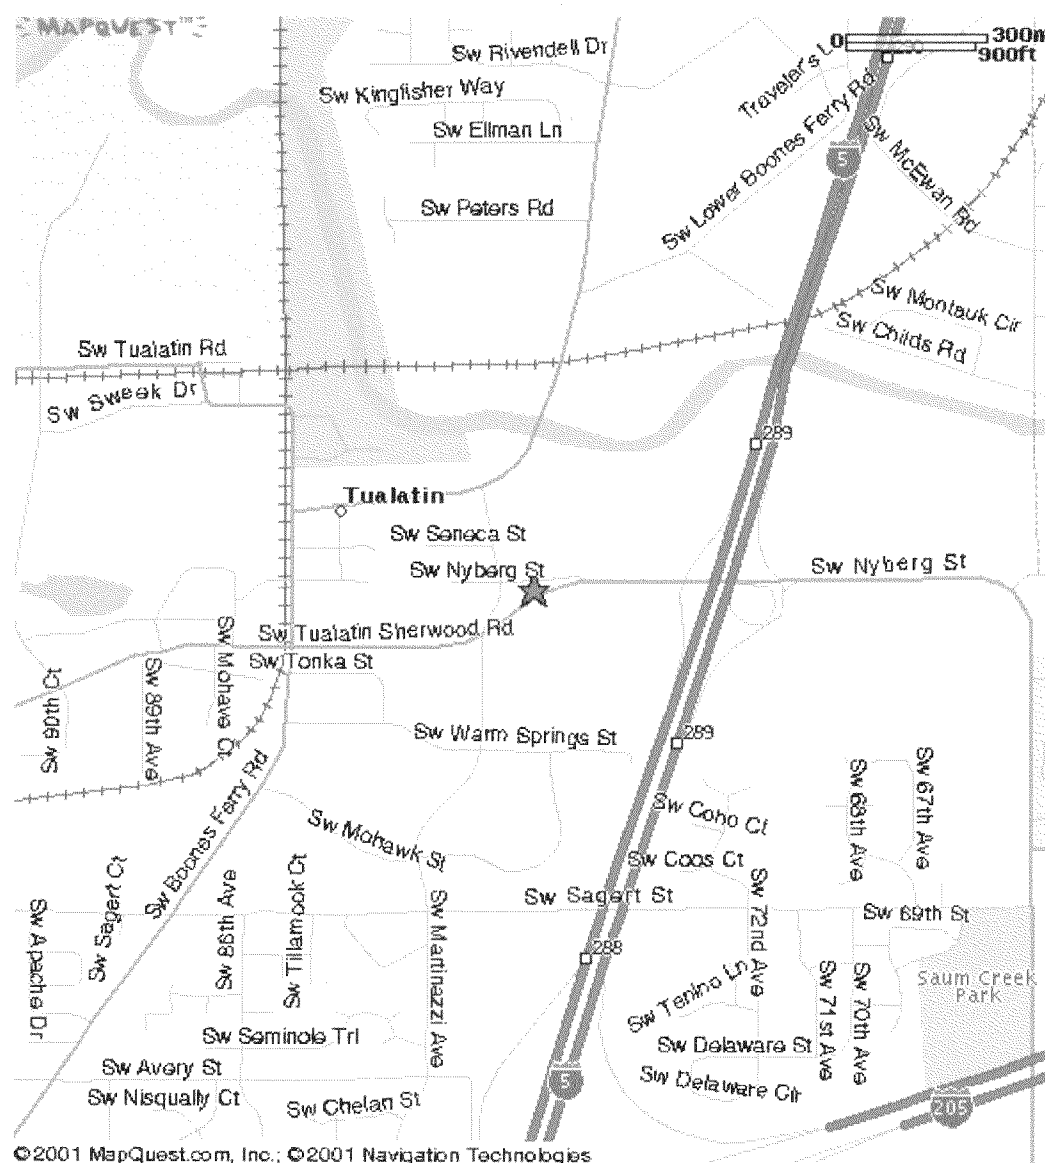 MAPQUEST™
0 300m
900ft
Sw Rivendell Dr
Sw Kingfisher Way
Sw Ellman Ln
Sw Peters Rd
Sw Lower Boones Ferry Rd
5
Sw McEwan Rd
Sw Montauk Cir
Sw Childs Rd
Sw Tualatin Rd
Sw Sweek Dr
289
Tualatin
Sw Seneca St
Sw Nyberg St
Sw Nyberg St
Sw Tualatin Sherwood Rd
Sw Tonka St
Sw Mohave Ct
Sw 89th Ave
Sw 90th Ct
Sw Warm Springs St
289
Sw Boones Ferry Rd
Sw Mohawk St
Sw Coho Ct
Sw Coos Ct
Sw 68th Ave
Sw 67th Ave
Sw Sagert St
Sw 69th St
Sw Apache Dr
Sw Sagert Ct
Sw 86th Ave
Sw Tillamook Ct
Sw Martinazzi Ave
288
Sw 72nd Ave
Sw Tenino Ln
Sw 71st Ave
Sw 70th Ave
Saum Creek
Park
Sw Seminole Trl
Sw Delaware St
Sw Avery St
Sw Nisqually Ct
Sw Chelan St
5
Sw Delaware Cir
205
©2001 MapQuest.com, Inc.; ©2001 Navigation Technologies